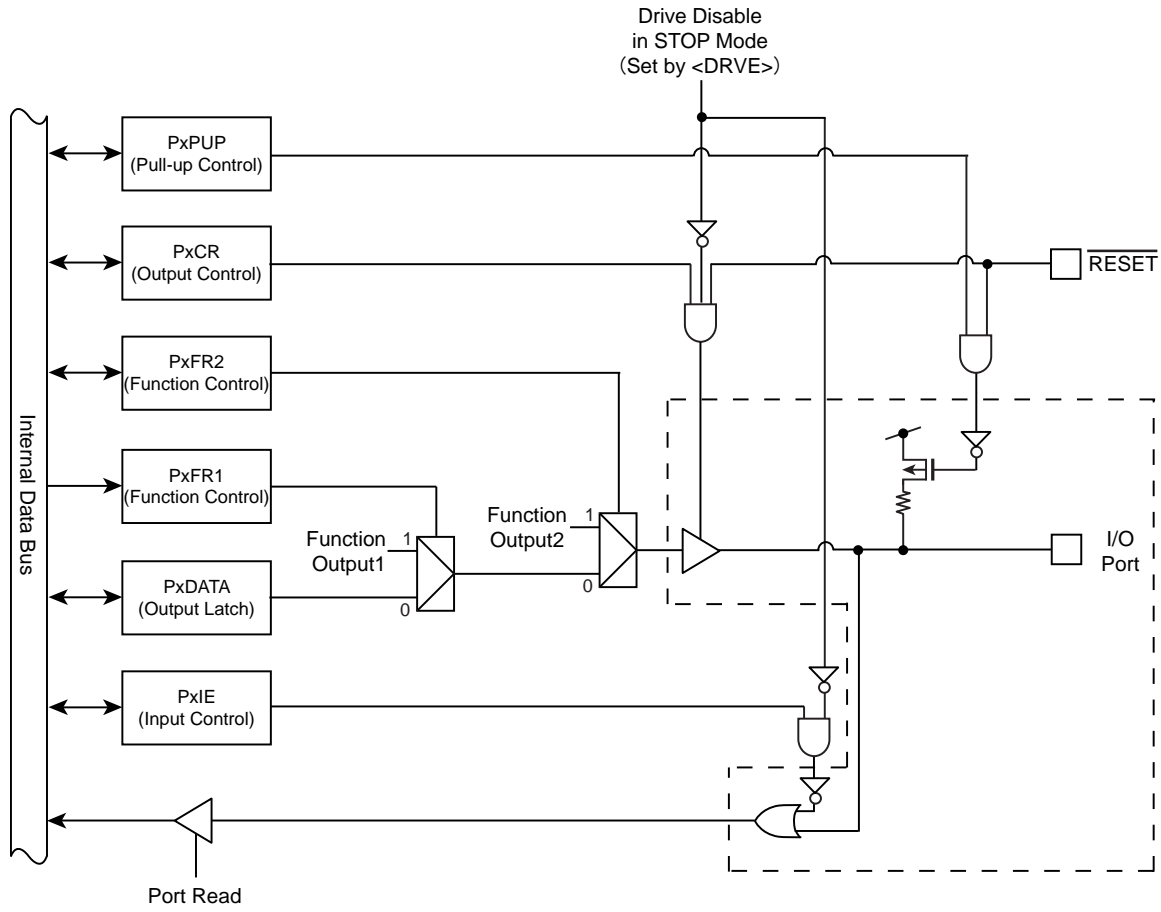 Drive Disable
in STOP Mode
（Set by <DRVE>）
PxPUP
(Pull-up Control)
PxCR
(Output Control)
RESET
PxFR2
(Function Control)
Internal Data Bus
PxFR1
(Function Control)
Function
Output1
1
0
Function
Output2
1
0
I/O
Port
PxDATA
(Output Latch)
PxIE
(Input Control)
Port Read